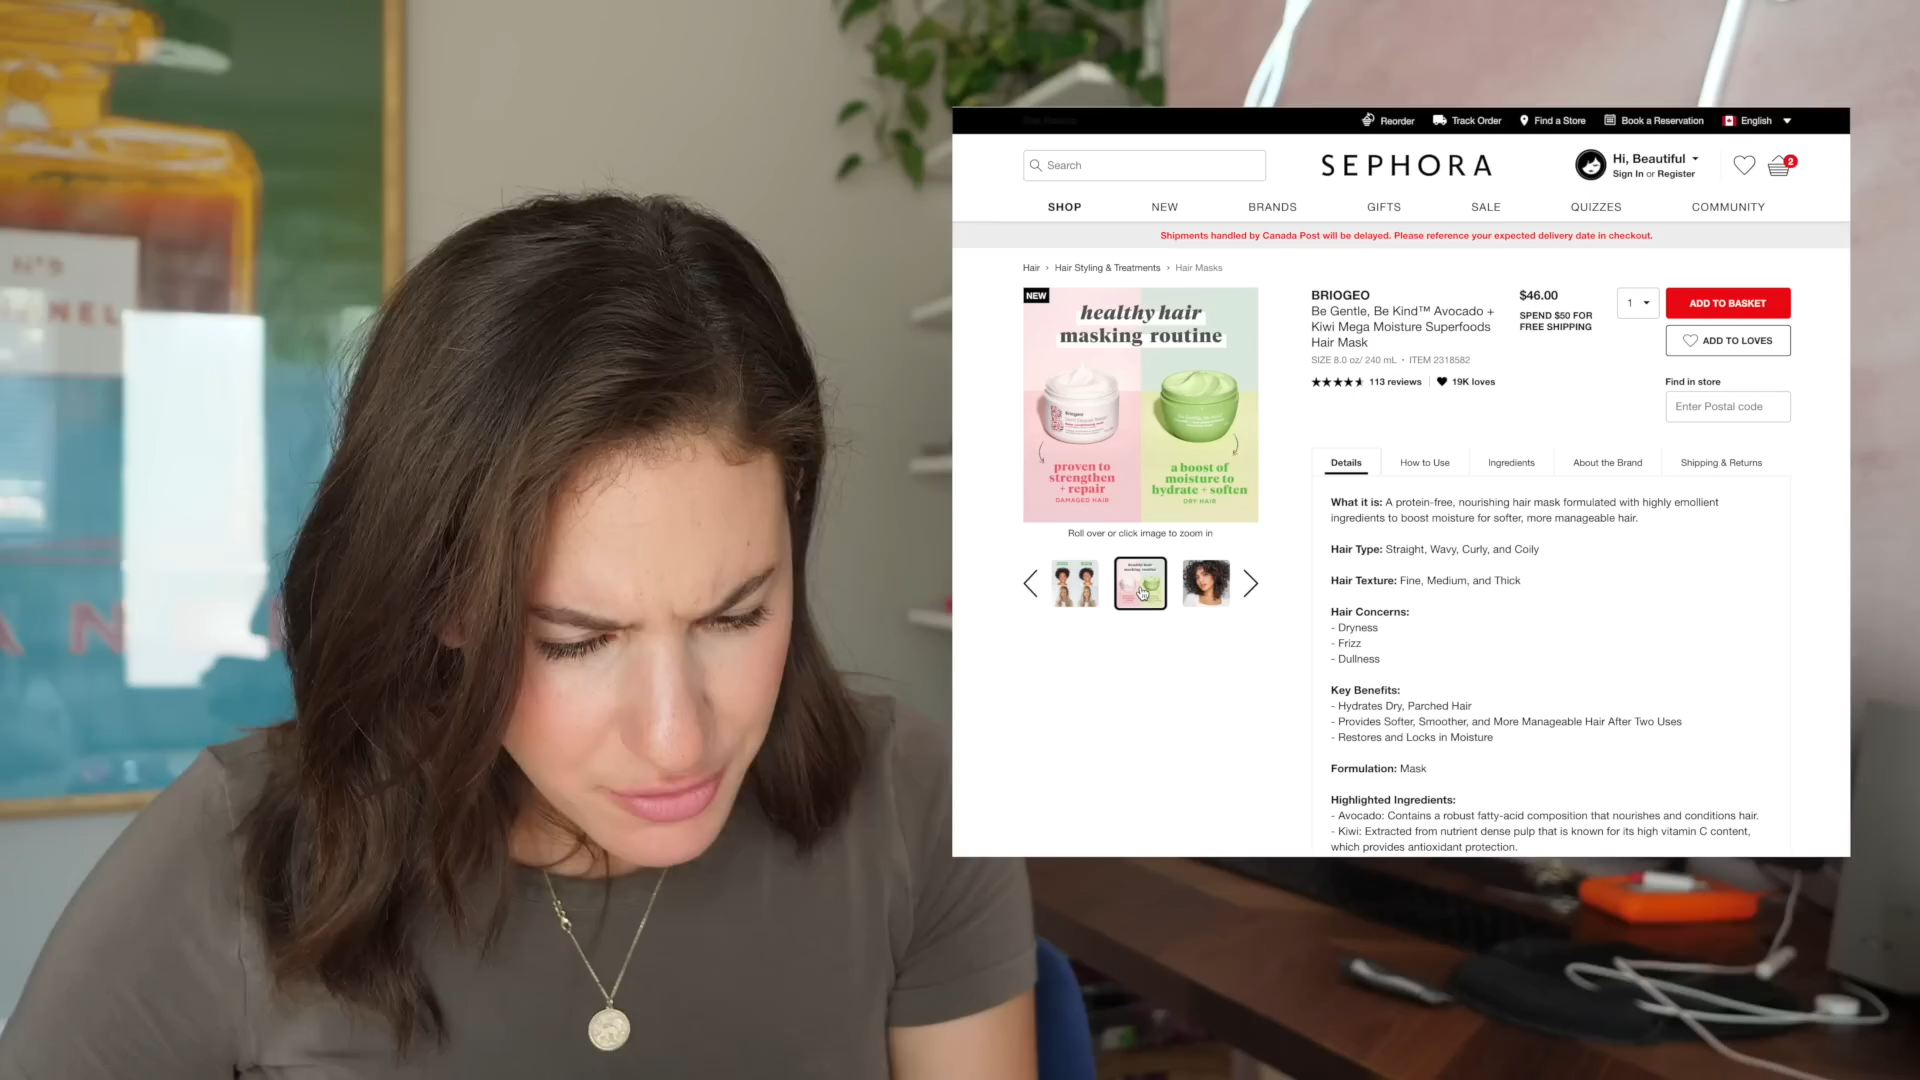 Nº5
NEL
A N
Reorder
Track Order
Find a Store
Book a Reservation
English
Search
SEPHORA
Hi, Beautiful
Sign In or Register
2
SHOP
NEW
BRANDS
GIFTS
SALE
QUIZZES
COMMUNITY
Shipments handled by Canada Post will be delayed. Please reference your expected delivery date in checkout.
Hair › Hair Styling & Treatments › Hair Masks
NEW
healthy hair
masking routine
Briogeo
proven to
strengthen
+ repair
DAMAGED HAIR
a boost of
moisture to
hydrate + soften
DRY HAIR
Roll over or click image to zoom in
BRIOGEO
Be Gentle, Be Kind™ Avocado +
Kiwi Mega Moisture Superfoods
Hair Mask
SIZE 8.0 oz/ 240 mL • ITEM 2318582
113 reviews
19K loves
$46.00
SPEND $50 FOR
FREE SHIPPING
1
ADD TO BASKET
ADD TO LOVES
Find in store
Enter Postal code
Details
How to Use
Ingredients
About the Brand
Shipping & Returns
What it is: A protein-free, nourishing hair mask formulated with highly emollient
ingredients to boost moisture for softer, more manageable hair.
Hair Type: Straight, Wavy, Curly, and Coily
Hair Texture: Fine, Medium, and Thick
Hair Concerns:
- Dryness
- Frizz
- Dullness
Key Benefits:
- Hydrates Dry, Parched Hair
- Provides Softer, Smoother, and More Manageable Hair After Two Uses
- Restores and Locks in Moisture
Formulation: Mask
Highlighted Ingredients:
- Avocado: Contains a robust fatty-acid composition that nourishes and conditions hair.
- Kiwi: Extracted from nutrient dense pulp that is known for its high vitamin C content,
which provides antioxidant protection.